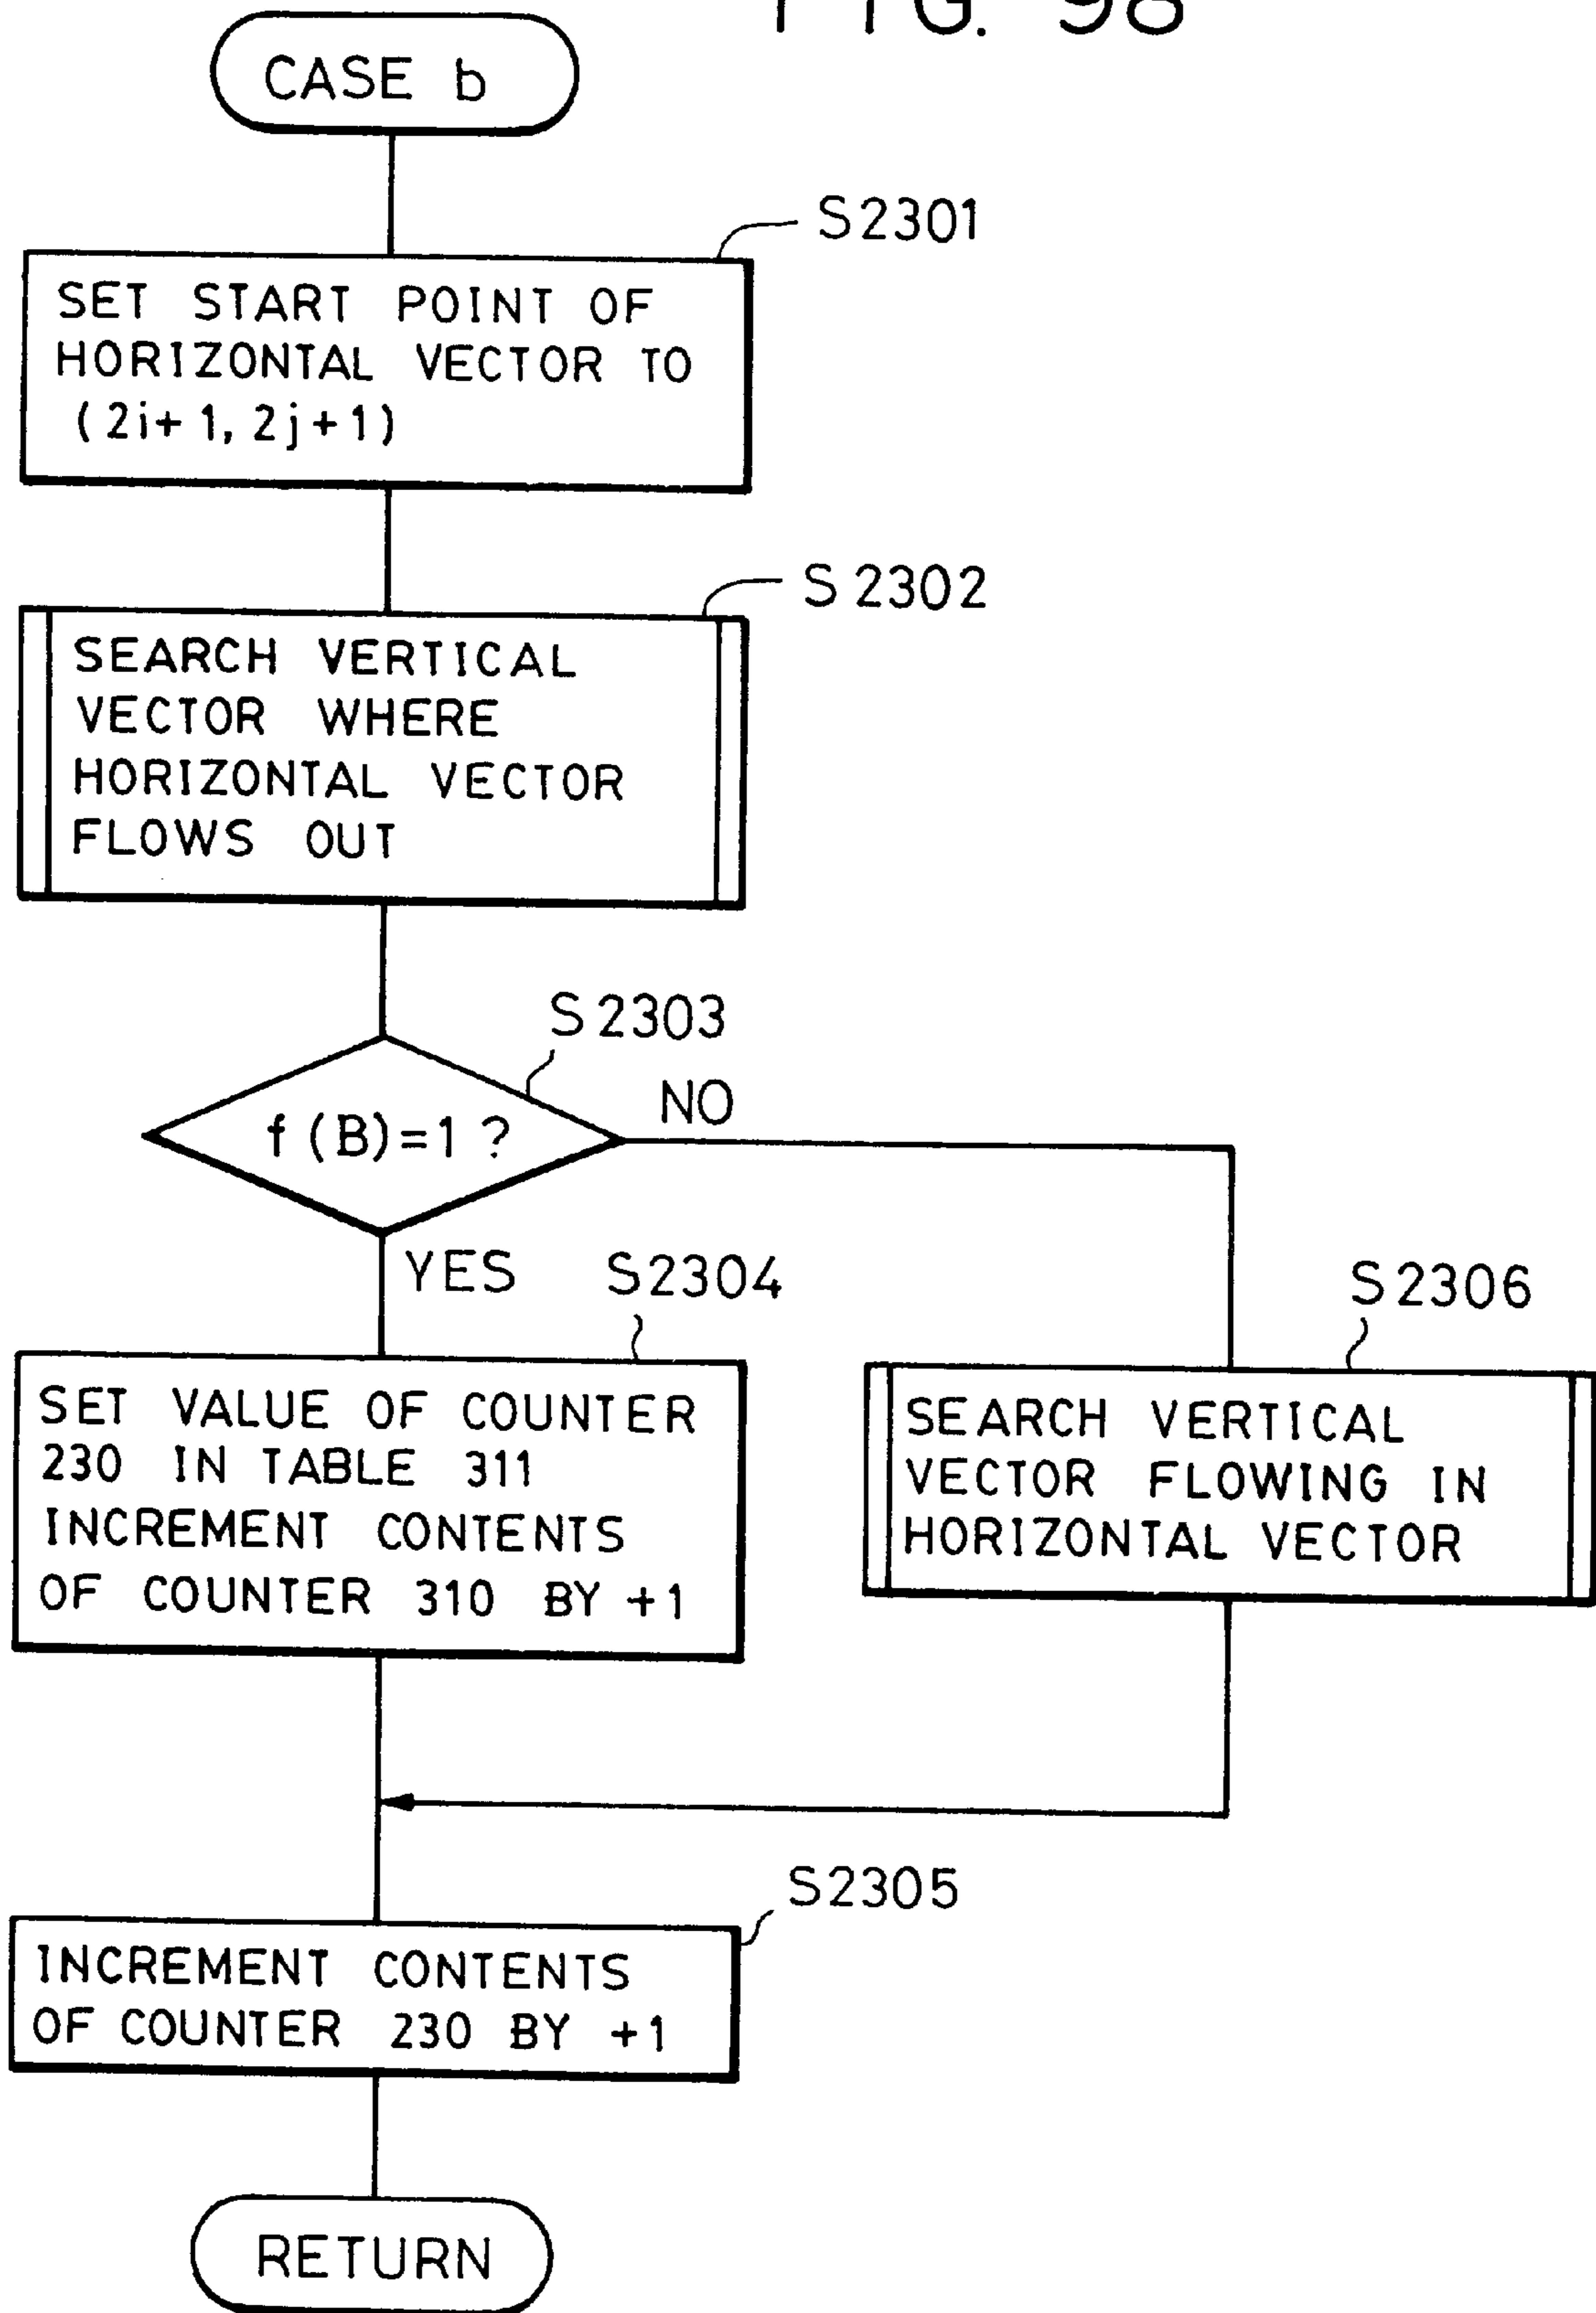 FIG. 98
CASE b
S2301
SET START POINT OF
HORIZONTAL VECTOR TO
(2i+1, 2j+1)
S2302
SEARCH VERTICAL
VECTOR WHERE
HORIZONTAL VECTOR
FLOWS OUT
S2303
f(B)=1?
NO
YES
S2304
SET VALUE OF COUNTER
230 IN TABLE 311
INCREMENT CONTENTS
OF COUNTER 310 BY +1
S2306
SEARCH VERTICAL
VECTOR FLOWING IN
HORIZONTAL VECTOR
S2305
INCREMENT CONTENTS
OF COUNTER 230 BY +1
RETURN